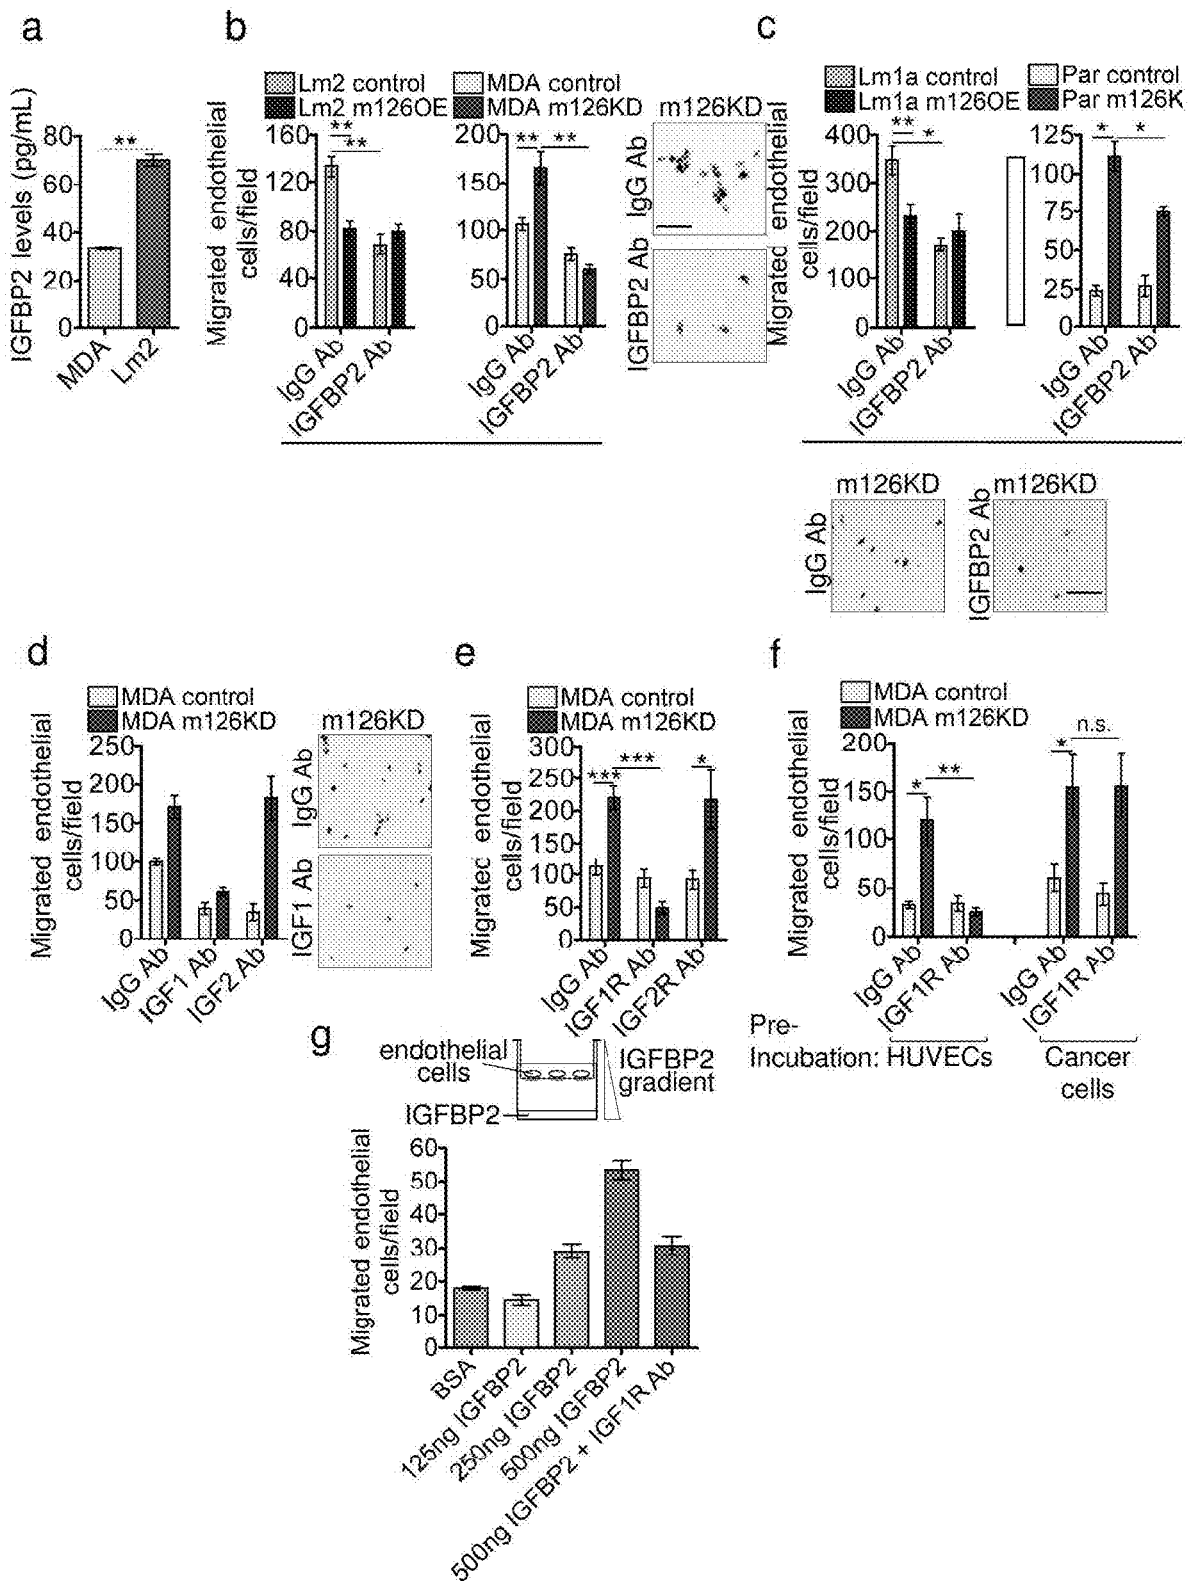 a
IGFBP2 levels (pg/mL)
80
60
40
20
0
**
MDA
Lm2
b
Lm2 control
Lm2 m126OE
Migrated endothelial
cells/field
160
120
80
40
0
**
**
IgG Ab
IGFBP2 Ab
MDA control
MDA m126KD
200
150
100
50
0
**
**
IgG Ab
IGFBP2 Ab
m126KD
IgG Ab
IGFBP2 Ab
c
Lm1a control
Lm1a m126OE
Migrated endothelial
cells/field
400
300
200
100
0
**
*
IgG Ab
IGFBP2 Ab
Par control
Par m126K
125
100
75
50
25
0
*
*
IgG Ab
IGFBP2 Ab
m126KD
IgG Ab
m126KD
IGFBP2 Ab
d
MDA control
MDA m126KD
Migrated endothelial
cells/field
250
200
150
100
50
0
IgG Ab
IGF1 Ab
IGF2 Ab
m126KD
IgG Ab
IGF1 Ab
e
MDA control
MDA m126KD
Migrated endothelial
cells/field
300
250
200
150
100
50
0
***
***
*
IgG Ab
IGF1R Ab
IGF2R Ab
f
MDA control
MDA m126KD
Migrated endothelial
cells/field
200
150
100
50
0
*
**
*
n.s.
IgG Ab
IGF1R Ab
IgG Ab
IGF1R Ab
Pre-
Incubation: HUVECs
Cancer
cells
g
endothelial
cells
IGFBP2
IGFBP2
gradient
Migrated endothelial
cells/field
60
50
40
30
20
10
0
BSA
125ng IGFBP2
250ng IGFBP2
500ng IGFBP2
500ng IGFBP2 + IGF1R Ab